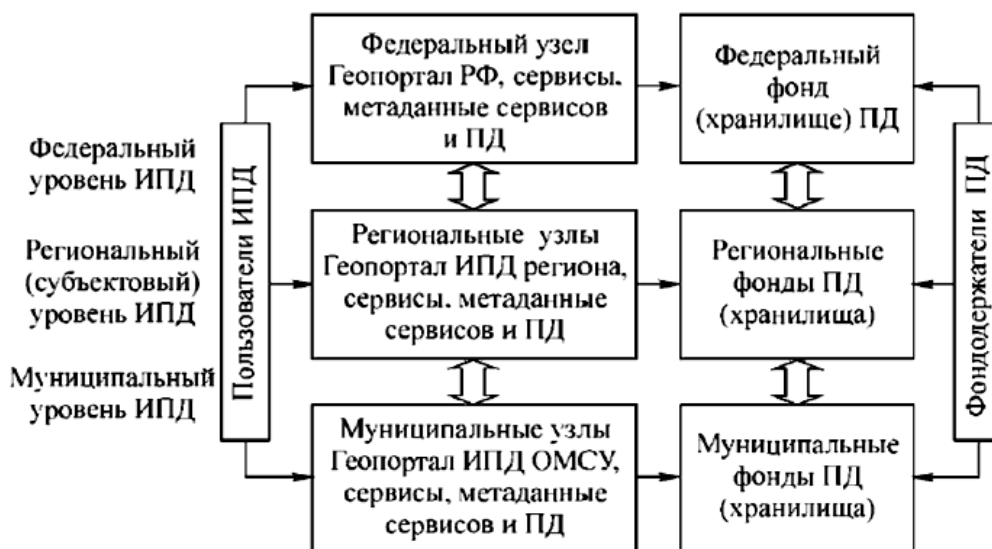 Федеральный
уровень ИПД
Региональный
(субъектовый)
уровень ИПД
Муниципальный
уровень ИПД
Пользователи ИПД
Федеральный узел
Геопортал РФ, сервисы.
метаданные сервисов
и ПД
Федеральный
фонд
(хранилище) ПД
Региональные узлы
Геопортал ИПД региона,
сервисы. метаданные
сервисов и ПД
Региональные
фонды ПД
(хранилища)
Муниципальные узлы
Геопортал ИПД ОМСУ,
сервисы, метаданные
сервисов и ПД
Муниципальные
фонды ПД
(хранилища)
Фондодержатели ПД